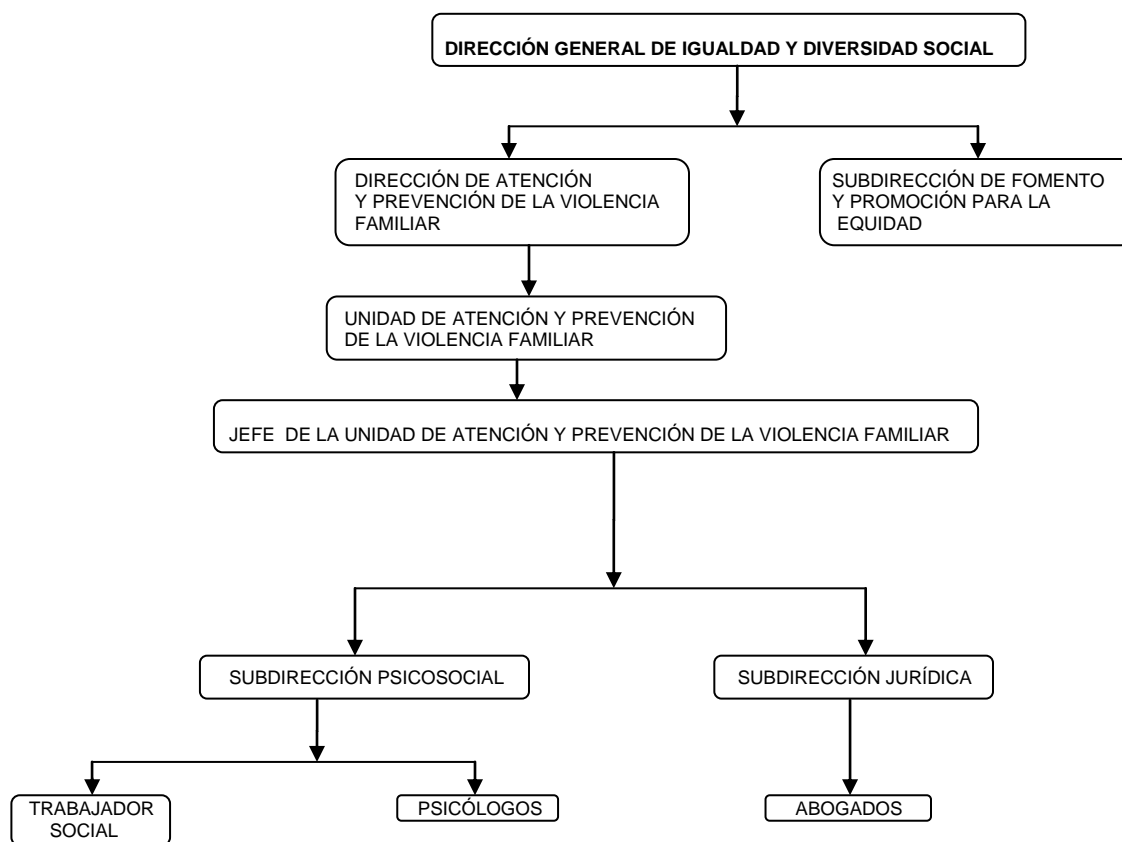 DIRECCIÓN GENERAL DE IGUALDAD Y DIVERSIDAD SOCIAL
DIRECCIÓN DE ATENCIÓN
Y PREVENCIÓN DE LA VIOLENCIA
FAMILIAR
SUBDIRECCIÓN DE FOMENTO
Y PROMOCIÓN PARA LA
EQUIDAD
UNIDAD DE ATENCIÓN Y PREVENCIÓN
DE LA VIOLENCIA FAMILIAR
JEFE DE LA UNIDAD DE ATENCIÓN Y PREVENCIÓN DE LA VIOLENCIA FAMILIAR
SUBDIRECCIÓN PSICOSOCIAL
SUBDIRECCIÓN JURÍDICA
TRABAJADOR
SOCIAL
PSICÓLOGOS
ABOGADOS